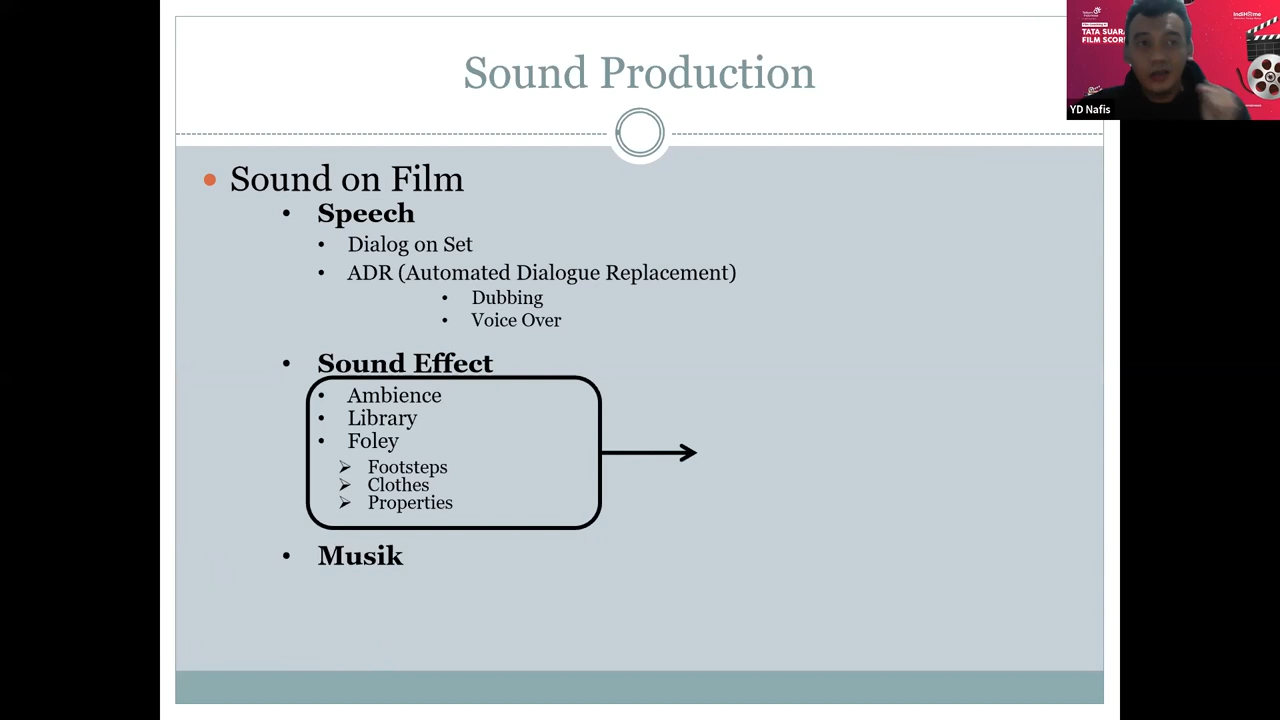 Sound Production
Sound on Film
Speech
Dialog on Set
ADR (Automated Dialogue Replacement)
Dubbing
Voice Over
Sound Effect
Ambience
Library
Foley
Footsteps
Clothes
Properties
Musik
IndiHome
TATA SUARA
FILM SCOR
YD Nafis